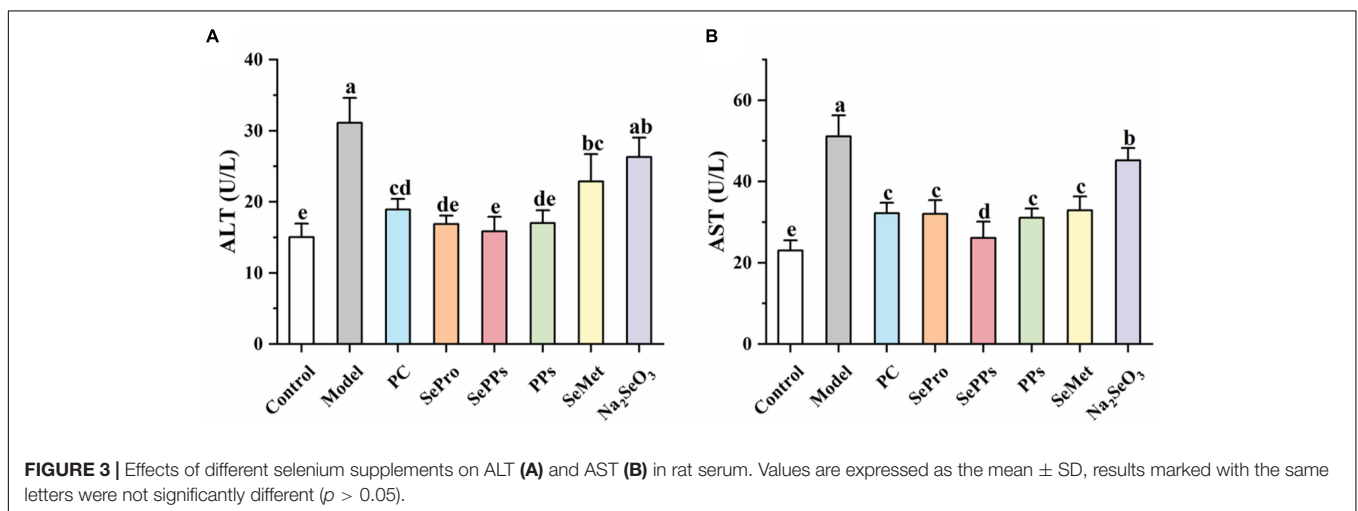 A
ALT (U/L)
40
30
20
10
0
e
a
cd
de
e
de
bc
ab
Control
Model
PC
SePro
SePPs
PPs
SeMet
Na₂SeO₃
B
AST (U/L)
60
40
20
0
e
a
c
c
d
c
c
b
Control
Model
PC
SePro
SePPs
PPs
SeMet
Na₂SeO₃
FIGURE 3 | Effects of different selenium supplements on ALT (A) and AST (B) in rat serum. Values are expressed as the mean ± SD, results marked with the same
letters were not significantly different (p > 0.05).